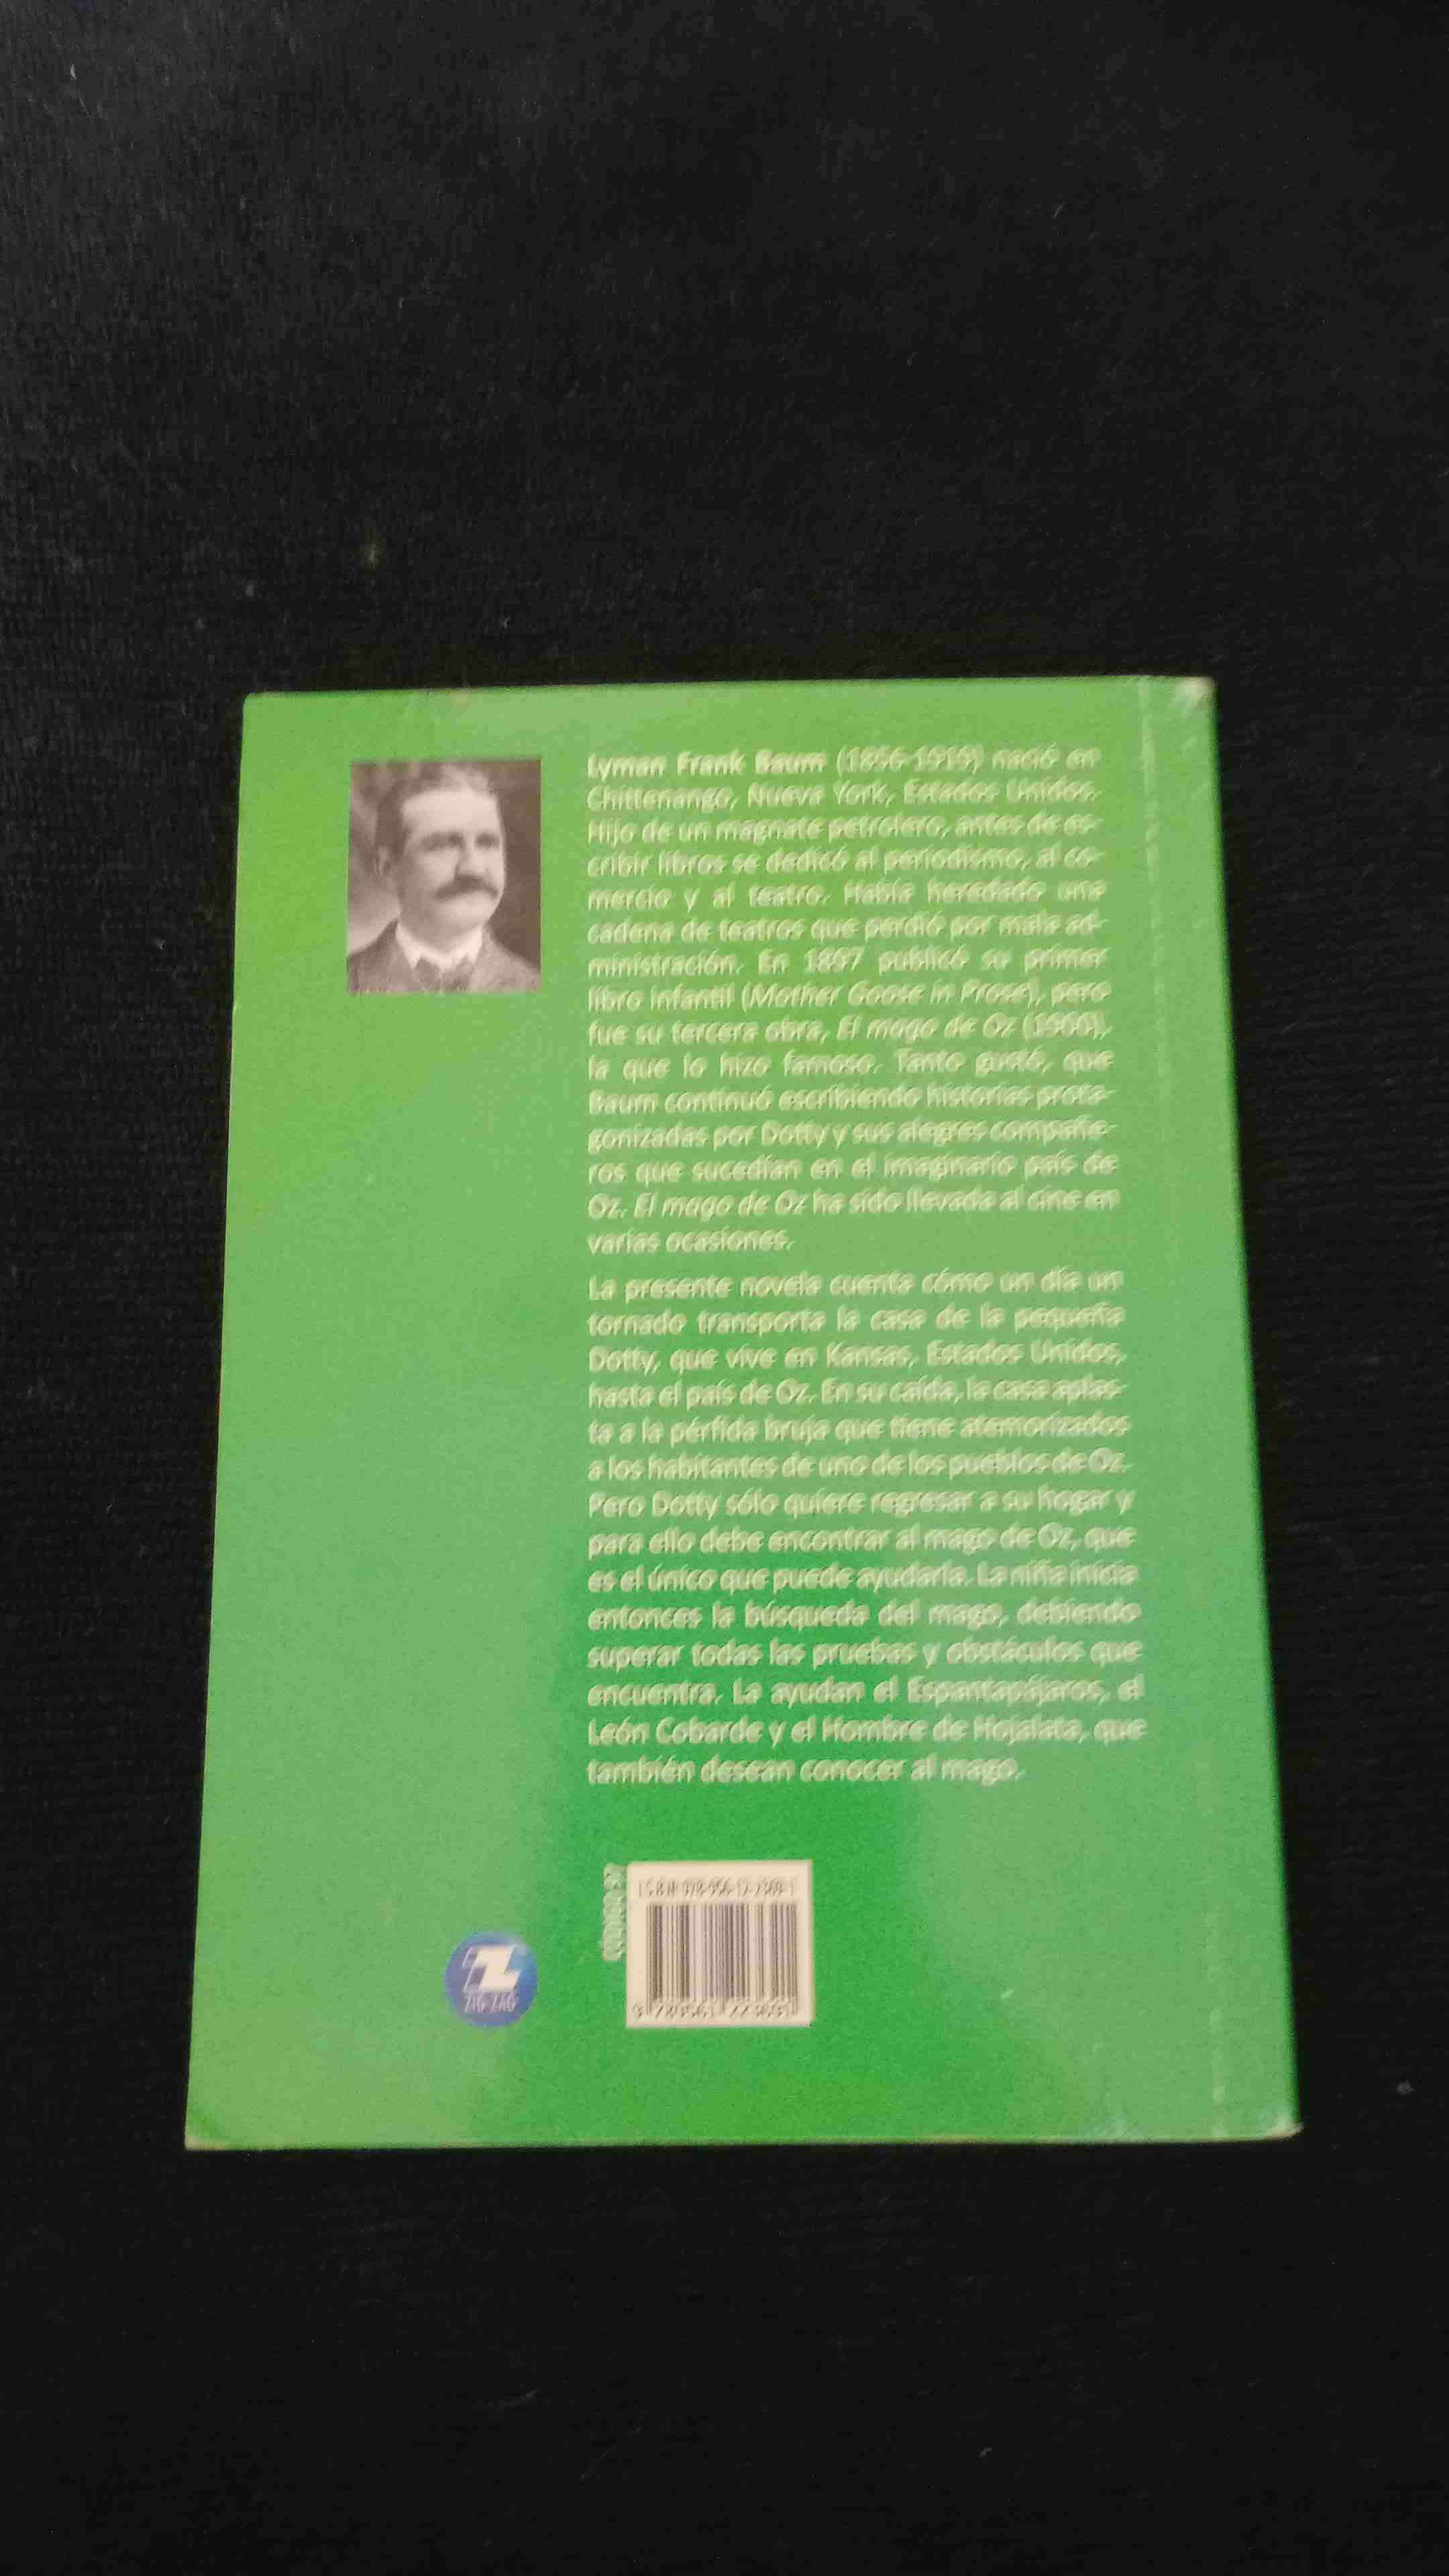 Lyman Frank Baum (1856-1919) nació en
Chittenango, Nueva York, Estados Unidos.
Hijo de un magnate petrolero, antes de es-
cribir libros se dedicó al periodismo, al co-
mercio y al teatro. Había heredado una
cadena de teatros que perdió por mala ad-
ministración. En 1897 publicó su primer
libro infantil (Mother Goose in Prose), pero
fue su tercera obra, El mago de Oz (1900),
la que lo hizo famoso. Tanto gustó, que
Baum continuó escribiendo historias prota-
gonizadas por Dotty y sus alegres compañe-
ros que sucedían en el imaginario país de
Oz. El mago de Oz ha sido llevada al cine en
varias ocasiones.
La presente novela cuenta cómo un día un
tornado transporta la casa de la pequeña
Dotty, que vive en Kansas, Estados Unidos,
hasta el país de Oz. En su caída, la casa aplas-
ta a la pérfida bruja que tiene atemorizados
a los habitantes de uno de los pueblos de Oz.
Pero Dotty sólo quiere regresar a su hogar y
para ello debe encontrar al mago de Oz, que
es el único que puede ayudarla. La niña inicia
entonces la búsqueda del mago, debiendo
superar todas las pruebas y obstáculos que
encuentra. La ayudan el Espantapájaros, el
León Cobarde y el Hombre de Hojalata, que
también desean conocer al mago.
ISBN 978-956-12-2369-1
9 789561 223691
ZIG-ZAG